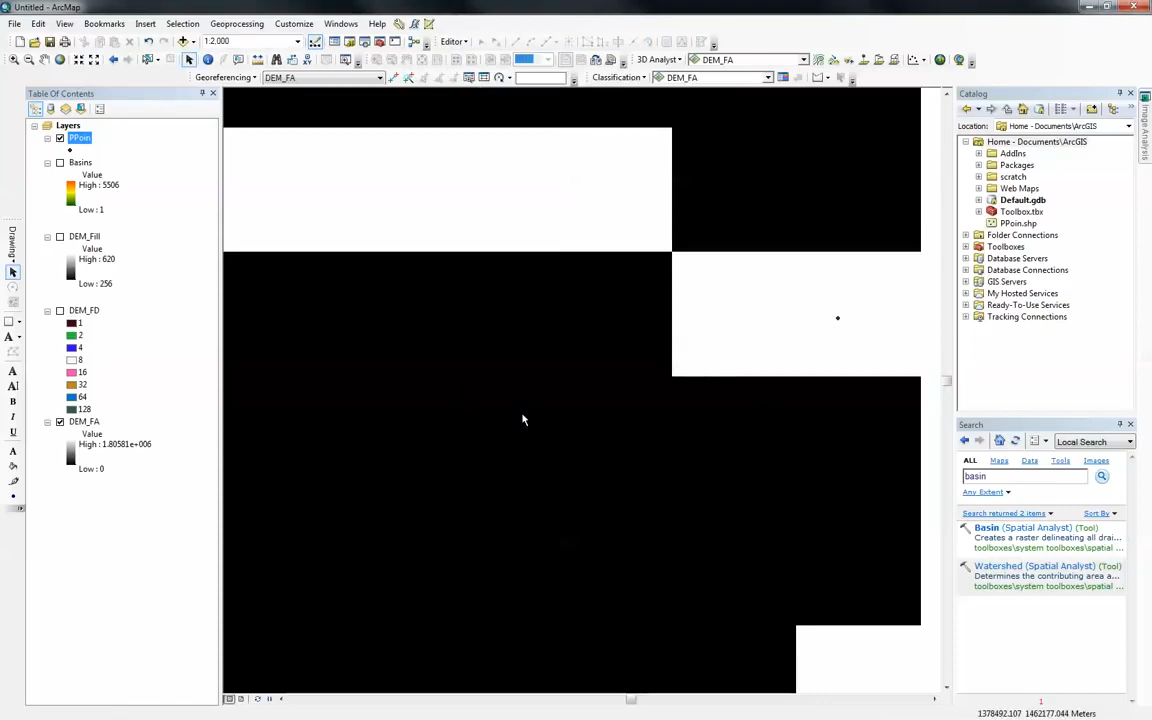 Untitled - ArcMap
File Edit View Bookmarks Insert Selection Geoprocessing Customize Windows Help
1:2,000 Editor
3D Analyst DEM_FA
Georeferencing DEM_FA Classification DEM_FA
Table Of Contents
Layers
PPoin
Basins
Value
High : 5506
Low : 1
DEM_Fill
Value
High : 620
Low : 256
DEM_FD
1
2
4
8
16
32
64
128
DEM_FA
Value
High : 1.80581e+006
Low : 0
Drawing
A
A
A
B
I
U
A
Catalog
Location: Home - Documents\ArcGIS
Home - Documents\ArcGIS
AddIns
Packages
scratch
Web Maps
Default.gdb
Toolbox.tbx
PPoin.shp
Folder Connections
Toolboxes
Database Servers
Database Connections
GIS Servers
My Hosted Services
Ready-To-Use Services
Tracking Connections
Search
Local Search
ALL Maps Data Tools Images
basin
Any Extent
Search returned 2 items Sort By
Basin (Spatial Analyst) (Tool)
Creates a raster delineating all drai...
toolboxes\system toolboxes\spatial ...
Watershed (Spatial Analyst) (Tool)
Determines the contributing area a...
toolboxes\system toolboxes\spatial ...
1
Image Analysis
1378492.107 1462177.044 Meters